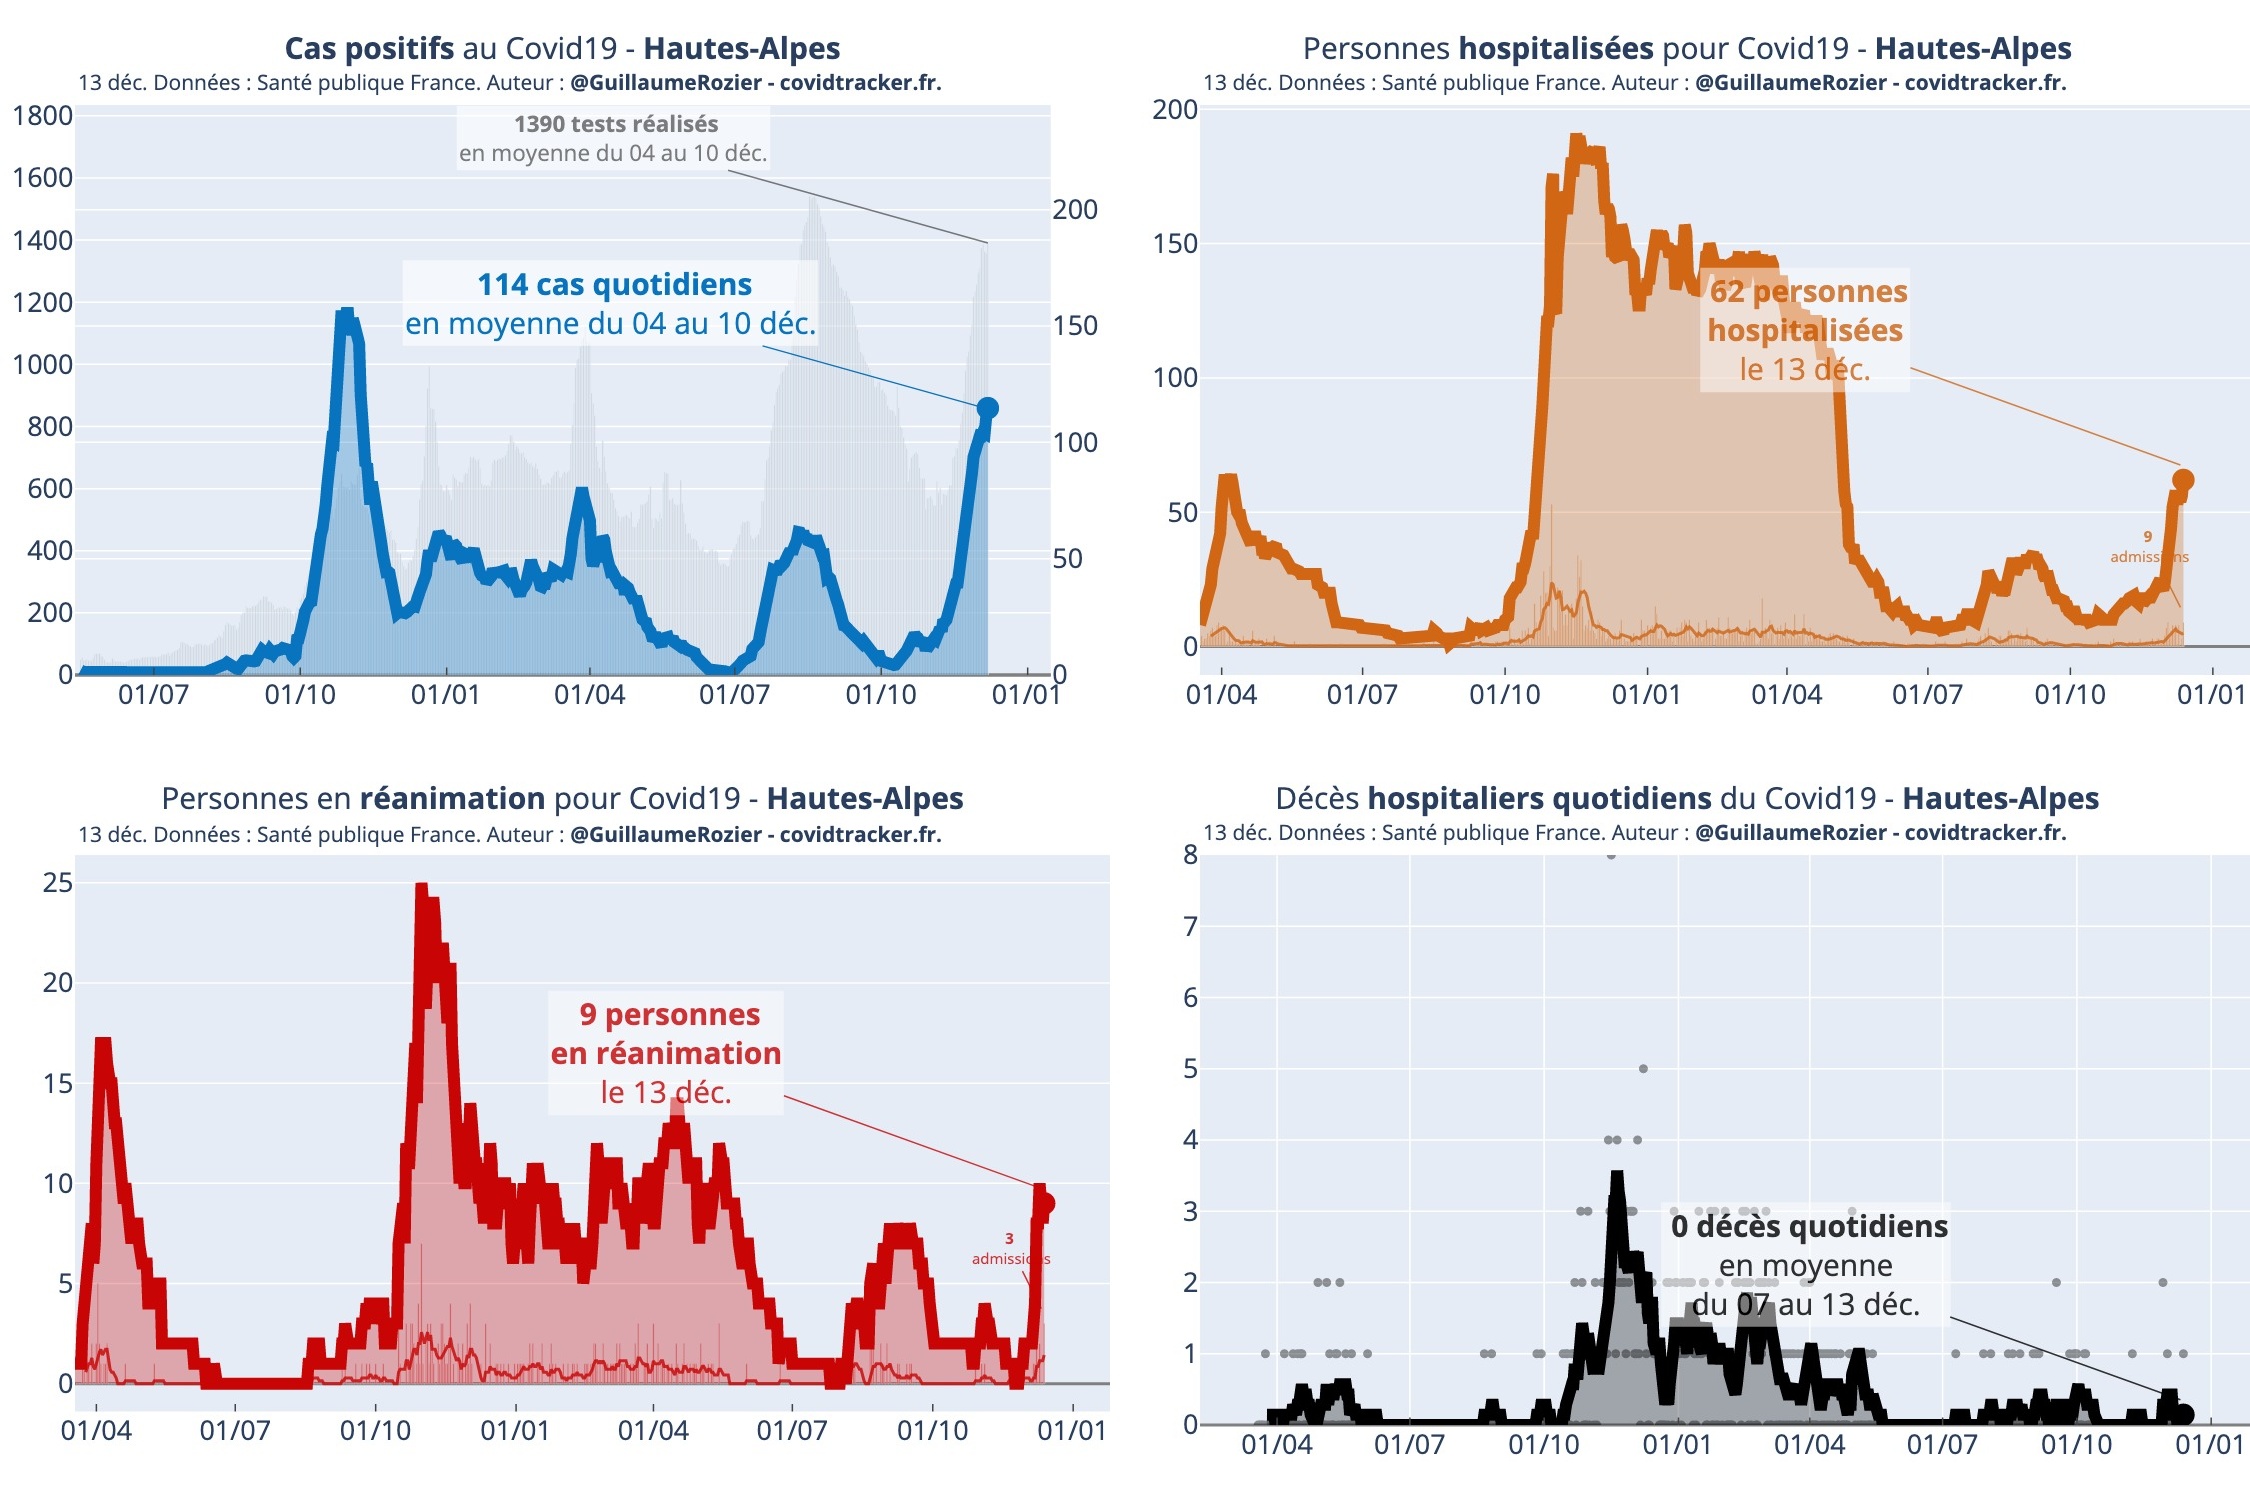 Cas positifs au Covid19 - Hautes-Alpes
13 déc. Données : Santé publique France. Auteur : @GuillaumeRozier - covidtracker.fr.
1800
1600
1400
1200
1000
800
600
400
200
0
200
150
100
50
0
1390 tests réalisés
en moyenne du 04 au 10 déc.
114 cas quotidiens
en moyenne du 04 au 10 déc.
01/07 01/10 01/01 01/04 01/07 01/10 01/01
Personnes hospitalisées pour Covid19 - Hautes-Alpes
13 déc. Données : Santé publique France. Auteur : @GuillaumeRozier - covidtracker.fr.
200
150
100
50
0
62 personnes
hospitalisées
le 13 déc.
9
admissions
01/04 01/07 01/10 01/01 01/04 01/07 01/10 01/01
Personnes en réanimation pour Covid19 - Hautes-Alpes
13 déc. Données : Santé publique France. Auteur : @GuillaumeRozier - covidtracker.fr.
25
20
15
10
5
0
9 personnes
en réanimation
le 13 déc.
3
admissions
01/04 01/07 01/10 01/01 01/04 01/07 01/10 01/01
Décès hospitaliers quotidiens du Covid19 - Hautes-Alpes
13 déc. Données : Santé publique France. Auteur : @GuillaumeRozier - covidtracker.fr.
8
7
6
5
4
3
2
1
0
0 décès quotidiens
en moyenne
du 07 au 13 déc.
01/04 01/07 01/10 01/01 01/04 01/07 01/10 01/01